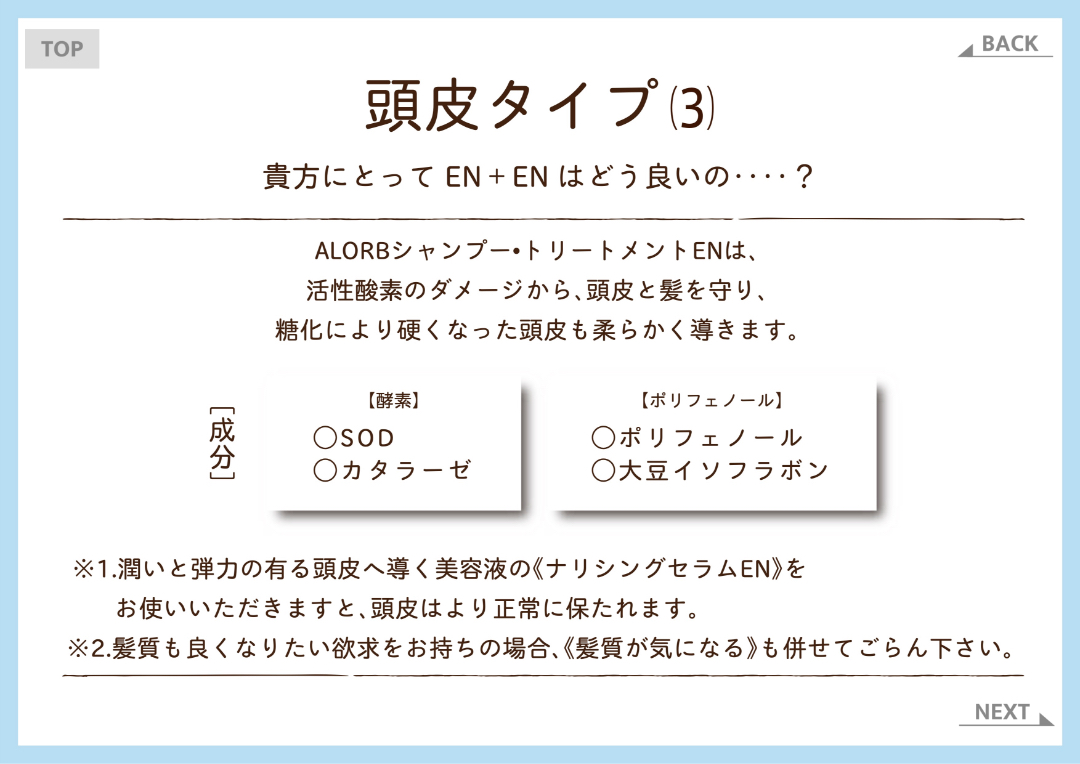 TOP
BACK
頭皮タイプ(3)
貴方にとって EN＋EN はどう良いの‥‥？
ALORBシャンプー•トリートメントENは、
活性酸素のダメージから、頭皮と髪を守り、
糖化により硬くなった頭皮も柔らかく導きます。
［成分］
【酵素】
○SOD
○カタラーゼ
【ポリフェノール】
○ポリフェノール
○大豆イソフラボン
※1.潤いと弾力の有る頭皮へ導く美容液の《ナリシングセラムEN》を
お使いいただきますと、頭皮はより正常に保たれます。
※2.髪質も良くなりたい欲求をお持ちの場合、《髪質が気になる》も併せてごらん下さい。
NEXT